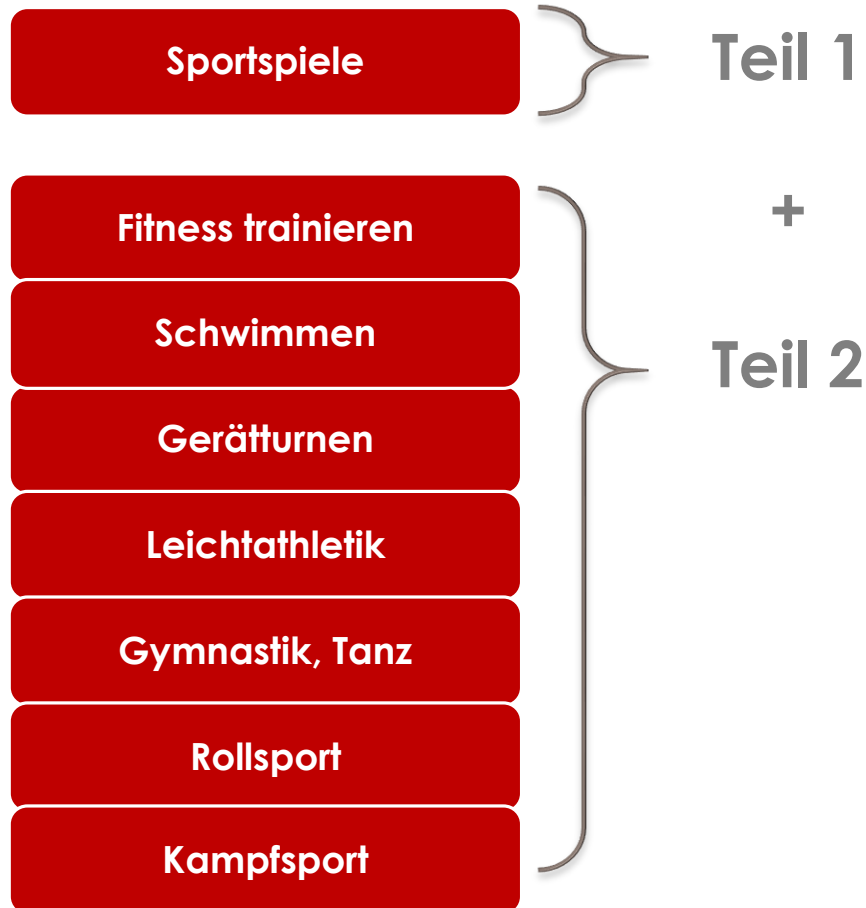 Sportspiele
Teil 1
+
Fitness trainieren
Schwimmen
Teil 2
Gerätturnen
Leichtathletik
Gymnastik, Tanz
Rollsport
Kampfsport